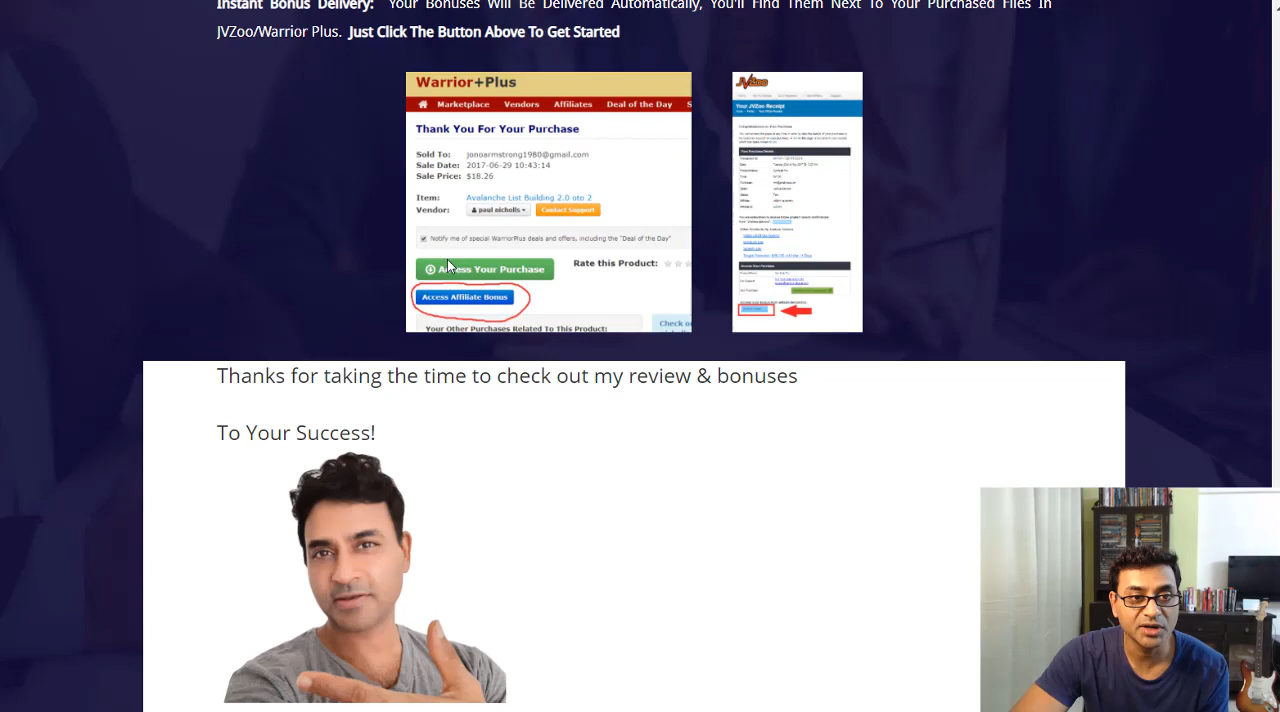 Instant Bonus Delivery: Your Bonuses Will Be Delivered Automatically, You'll Find Them Next To Your Purchased Files In
JVZoo/Warrior Plus. Just Click The Button Above To Get Started
Warrior+Plus
Marketplace Vendors Affiliates Deal of the Day S
Thank You For Your Purchase
Sold To: jonoarmstrong1980@gmail.com
Sale Date: 2017-06-29 10:43:14
Sale Price: $18.26
Item: Avalanche List Building 2.0 oto 2
Vendor: paul nicholls Contact Support
Notify me of special WarriorPlus deals and offers, including the "Deal of the Day"
Access Your Purchase Rate this Product:
Access Affiliate Bonus
Your Other Purchases Related To This Product: Check o
JVZoo
Your JVZoo Receipt
Thanks for taking the time to check out my review & bonuses
To Your Success!